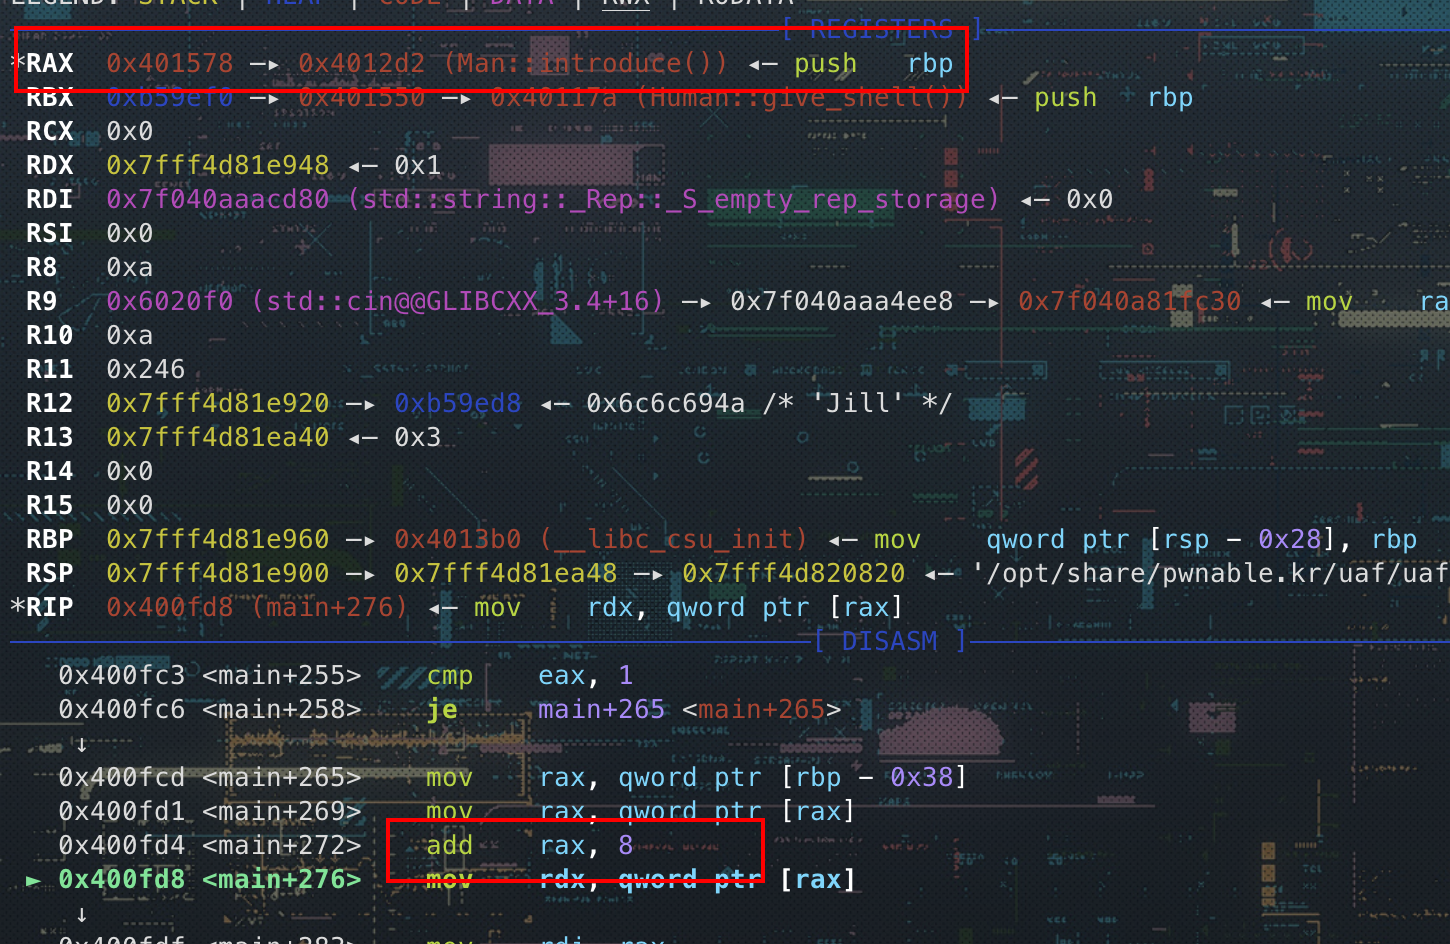 LEGEND: STACK | HEAP | CODE | DATA | RWX | RODATA
[ REGISTERS ]
*RAX  0x401578 —▸ 0x4012d2 (Man::introduce()) ◂— push   rbp
RBX  0xb59ef0 —▸ 0x401550 —▸ 0x40117a (Human::give_shell()) ◂— push   rbp
RCX  0x0
RDX  0x7fff4d81e948 ◂— 0x1
RDI  0x7f040aaacd80 (std::string::_Rep::_S_empty_rep_storage) ◂— 0x0
RSI  0x0
R8   0xa
R9   0x6020f0 (std::cin@@GLIBCXX_3.4+16) —▸ 0x7f040aaa4ee8 —▸ 0x7f040a81fc30 ◂— mov    ra
R10  0xa
R11  0x246
R12  0x7fff4d81e920 —▸ 0xb59ed8 ◂— 0x6c6c694a /* 'Jill' */
R13  0x7fff4d81ea40 ◂— 0x3
R14  0x0
R15  0x0
RBP  0x7fff4d81e960 —▸ 0x4013b0 (__libc_csu_init) ◂— mov    qword ptr [rsp - 0x28], rbp
RSP  0x7fff4d81e900 —▸ 0x7fff4d81ea48 —▸ 0x7fff4d820820 ◂— '/opt/share/pwnable.kr/uaf/uaf
*RIP  0x400fd8 (main+276) ◂— mov    rdx, qword ptr [rax]
[ DISASM ]
0x400fc3 <main+255>    cmp    eax, 1
0x400fc6 <main+258>    je     main+265 <main+265>
↓
0x400fcd <main+265>    mov    rax, qword ptr [rbp - 0x38]
0x400fd1 <main+269>    mov    rax, qword ptr [rax]
0x400fd4 <main+272>    add    rax, 8
► 0x400fd8 <main+276>    mov    rdx, qword ptr [rax]
↓
0x400fdf <main+283>    mov    rdi, rax